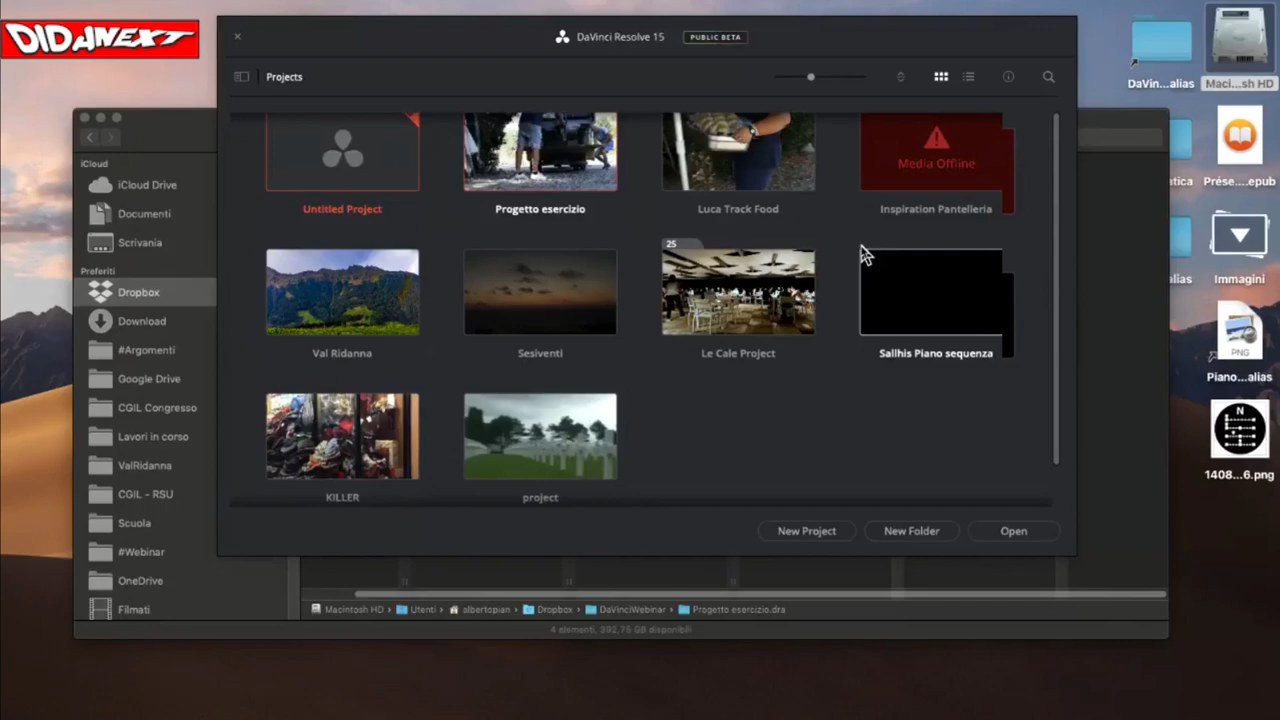 DIDANEXT
DaVinci Resolve 15 PUBLIC BETA
DaVin...alias
Maci...sh HD
Projects
iCloud
iCloud Drive
Documenti
Scrivania
Preferiti
Dropbox
Download
#Argomenti
Google Drive
CGIL Congresso
Lavori in corso
ValRidanna
CGIL - RSU
Scuola
#Webinar
OneDrive
Filmati
Media Offline
Untitled Project
Progetto esercizio
Luca Track Food
Inspiration Pantelleria
25
Val Ridanna
Sesiventi
Le Cale Project
Sallhis Piano sequenza
KILLER
project
New Project
New Folder
Open
Macintosh HD › Utenti › albertopian › Dropbox › DaVinciWebinar › Progetto esercizio.dra
4 elementi, 392,75 GB disponibili
tica
Prése....epub
alias
Immagini
PNG
Piano...alias
N
1408...6.png